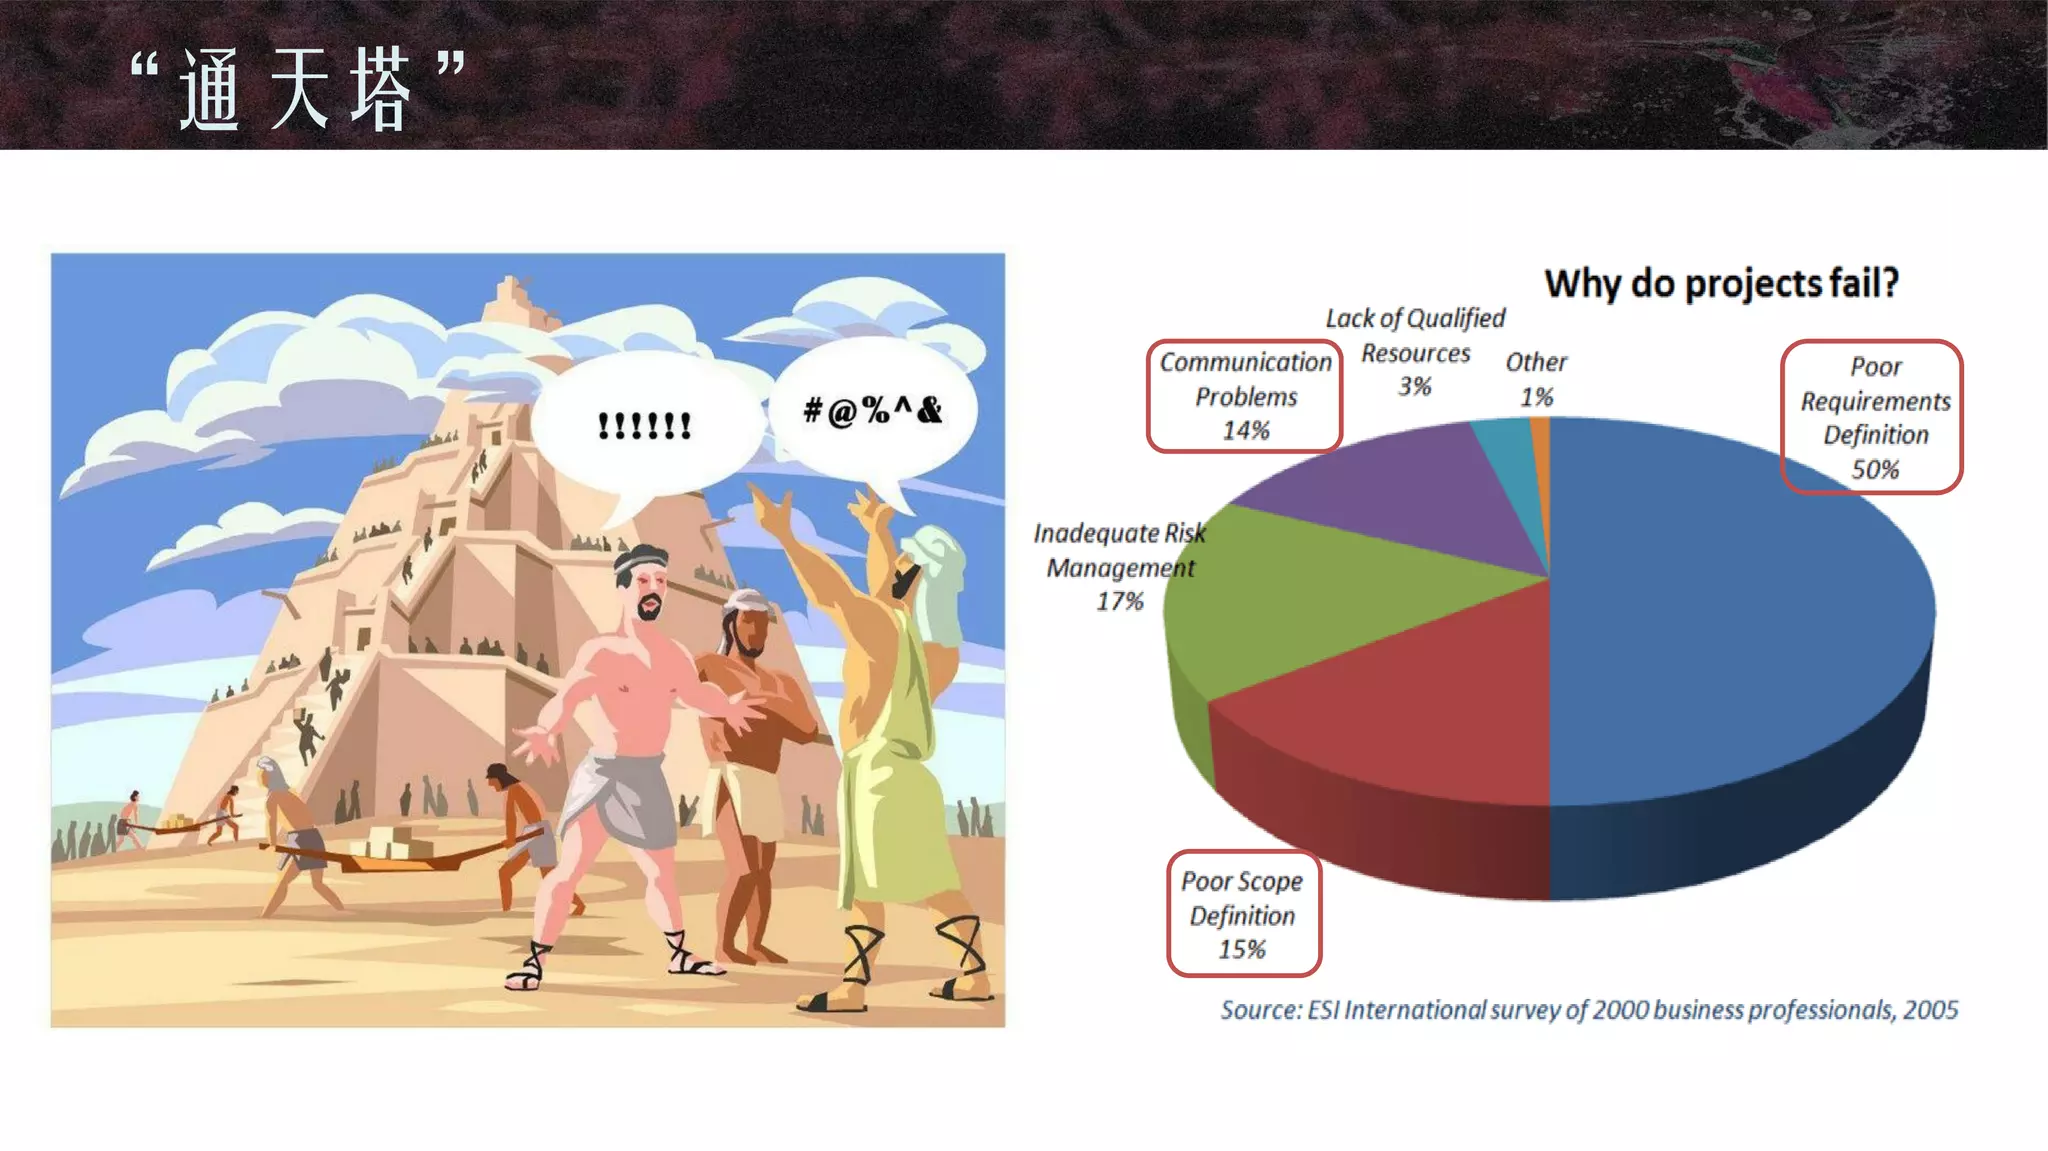 “通天塔”
!!!!!!
#@%^&
Why do projects fail?
Lack of Qualified
Resources
3%
Other
1%
Communication
Problems
14%
Poor
Requirements
Definition
50%
Inadequate Risk
Management
17%
Poor Scope
Definition
15%
Source: ESI International survey of 2000 business professionals, 2005